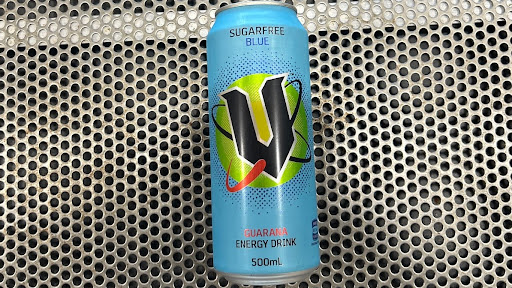 SUGARFREE
BLUE
V
GUARANA
ENERGY DRINK
500mL